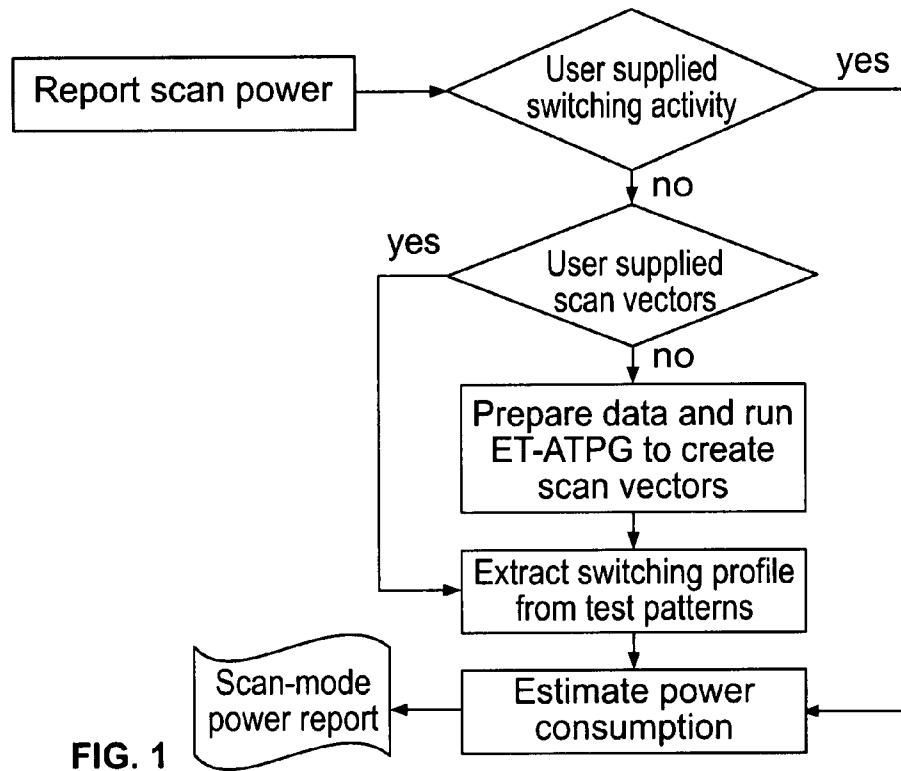 Report scan power
User supplied
switching activity
yes
no
yes
User supplied
scan vectors
no
Prepare data and run
ET-ATPG to create
scan vectors
Extract switching profile
from test patterns
Scan-mode
power report
Estimate power
consumption
FIG. 1